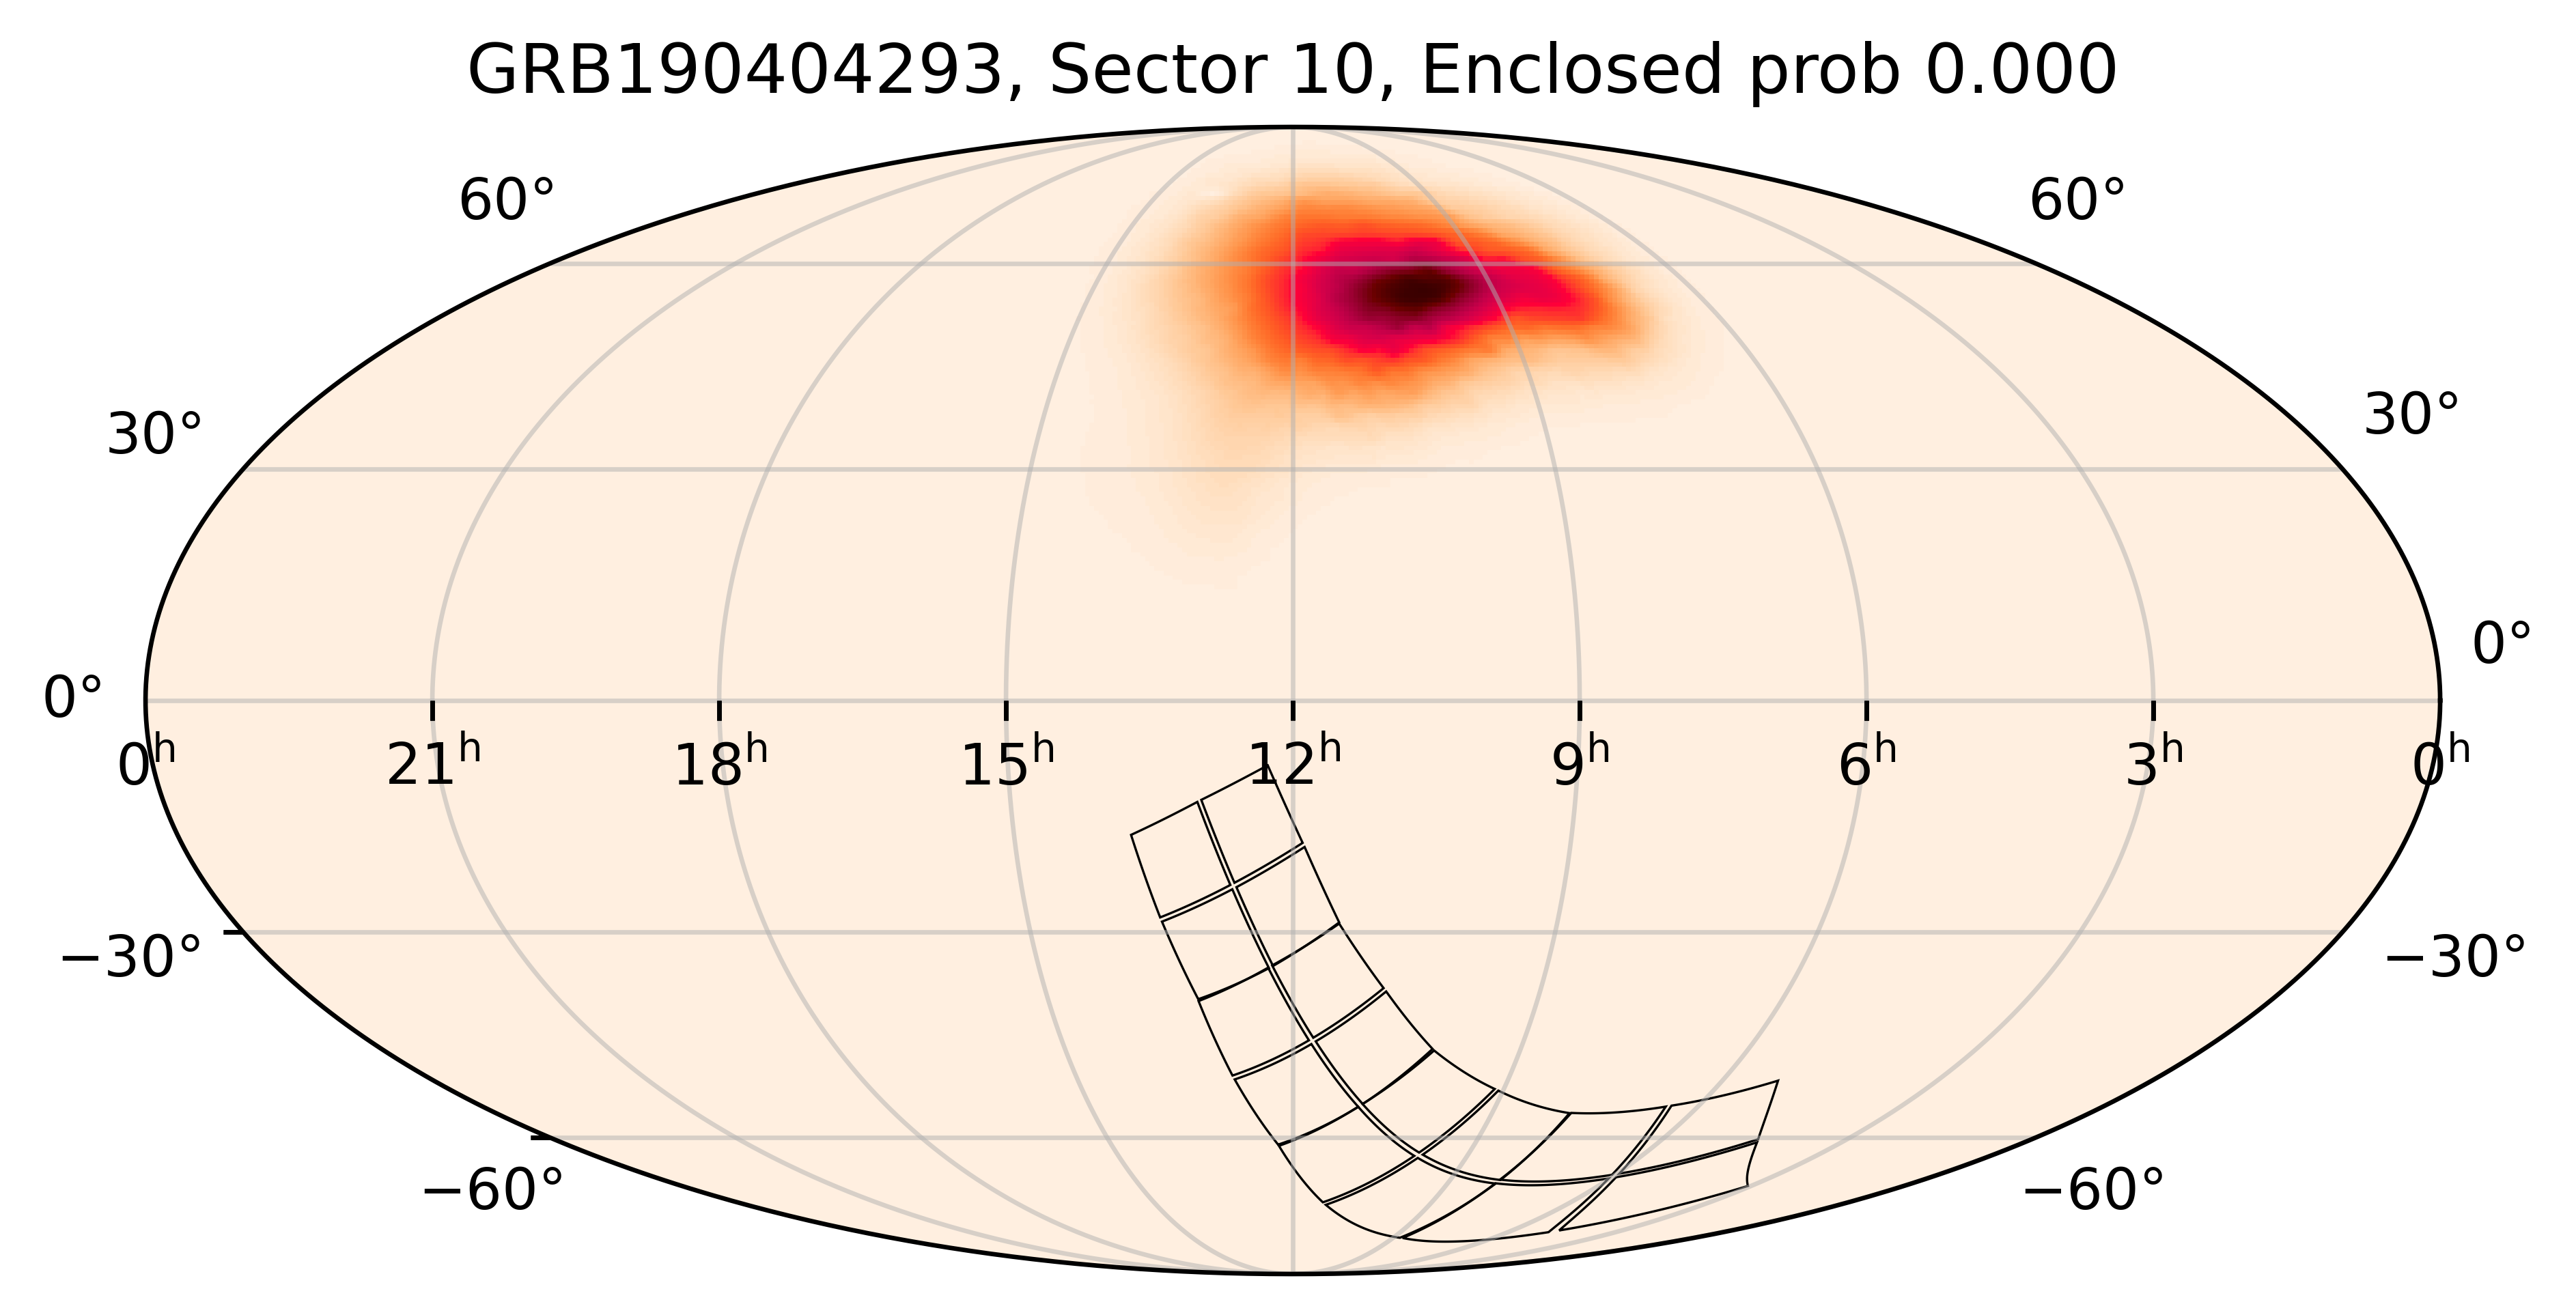 GRB190404293, Sector 10, Enclosed prob 0.000
60° 60°
30° 30°
0° 0°
0ʰ 21ʰ 18ʰ 15ʰ 12ʰ 9ʰ 6ʰ 3ʰ 0ʰ
−30° −30°
−60° −60°